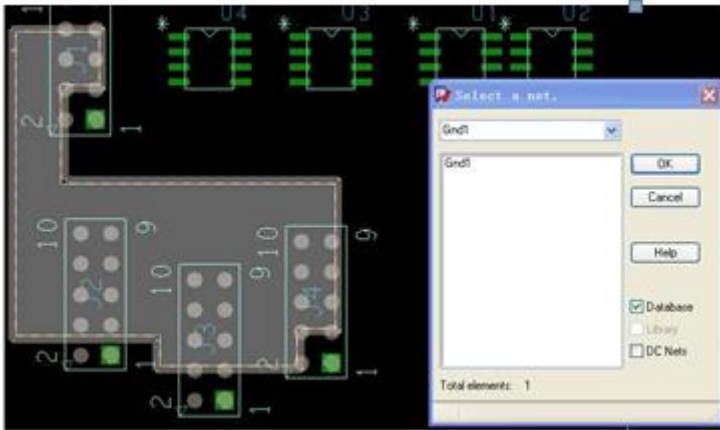 U4
U3
U1
U2
1
J1
2
1
Select a net.
Gnd1
Gnd1
OK
Cancel
Help
Database
Library
DC Nets
Total elements: 1
10
9
J2
2
1
10
9
J3
2
1
10
9
J4
2
1